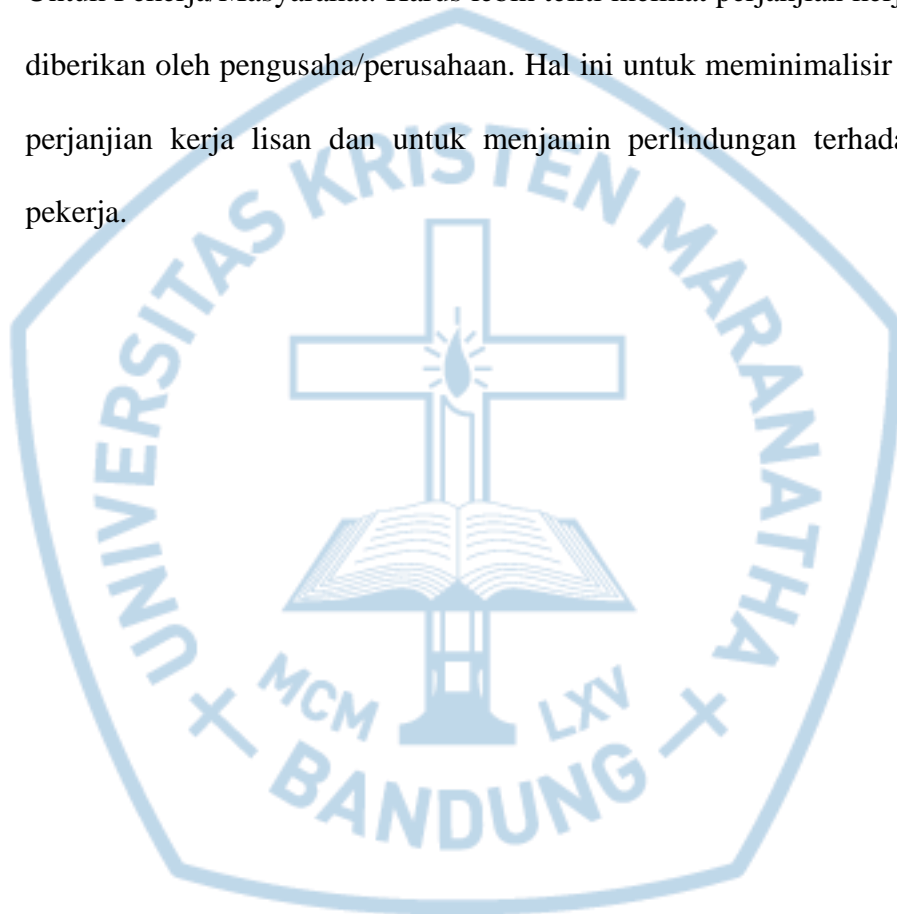 diberikan oleh pengusaha/perusahaan. Hal ini untuk meminimalisir
perjanjian kerja lisan dan untuk menjamin perlindungan
pekerja.
UNIVERSITAS KRISTEN MARANATHA
MCM LXV
BANDUNG